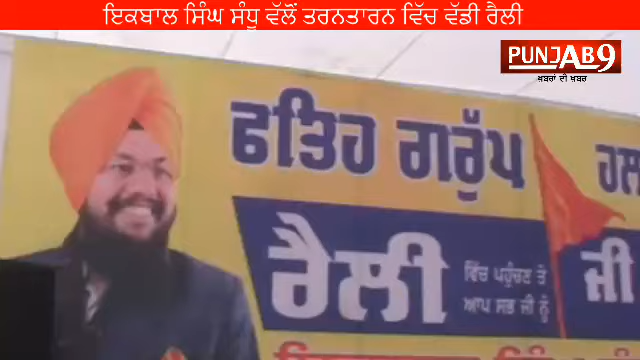 ਇਕਬਾਲ ਸਿੰਘ ਸੰਧੂ ਵੱਲੋਂ ਤਰਨਤਾਰਨ ਵਿੱਚ ਵੱਡੀ ਰੈਲੀ
PUNJAB9
ਖ਼ਬਰਾਂ ਦੀ ਖ਼ਬਰ
ਫਤਿਹ ਗਰੁੱਪ
ਰੈਲੀ ਵਿੱਚ ਪਹੁੰਚਣ ਤੇ
ਆਪ ਸਭ ਜੀ ਨੂੰ
ਜੀ